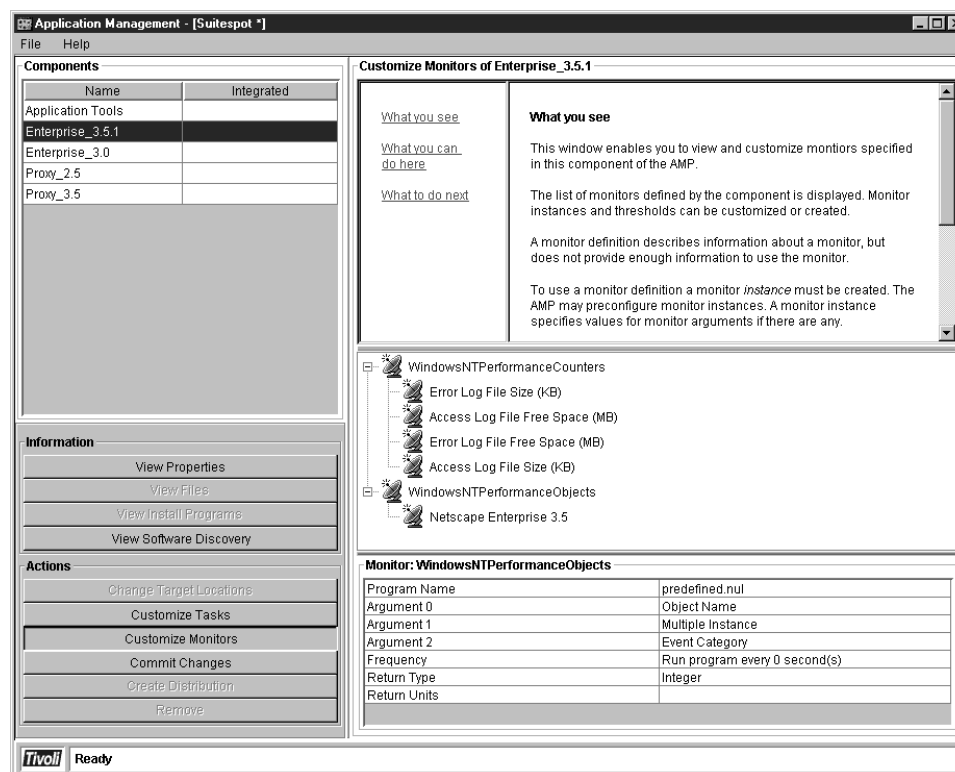 Application Management - [Suitespot *]
File Help
Components
Name Integrated
Application Tools
Enterprise_3.5.1
Enterprise_3.0
Proxy_2.5
Proxy_3.5
Information
View Properties
View Files
View Install Programs
View Software Discovery
Actions
Change Target Locations
Customize Tasks
Customize Monitors
Commit Changes
Create Distribution
Remove
Customize Monitors of Enterprise_3.5.1
What you see
What you can
do here
What to do next
What you see
This window enables you to view and customize montiors specified
in this component of the AMP.
The list of monitors defined by the component is displayed. Monitor
instances and thresholds can be customized or created.
A monitor definition describes information about a monitor, but
does not provide enough information to use the monitor.
To use a monitor definition a monitor instance must be created. The
AMP may preconfigure monitor instances. A monitor instance
specifies values for monitor arguments if there are any.
WindowsNTPerformanceCounters
Error Log File Size (KB)
Access Log File Free Space (MB)
Error Log File Free Space (MB)
Access Log File Size (KB)
WindowsNTPerformanceObjects
Netscape Enterprise 3.5
Monitor: WindowsNTPerformanceObjects
Program Name predefined.nul
Argument 0 Object Name
Argument 1 Multiple Instance
Argument 2 Event Category
Frequency Run program every 0 second(s)
Return Type Integer
Return Units
Tivoli Ready